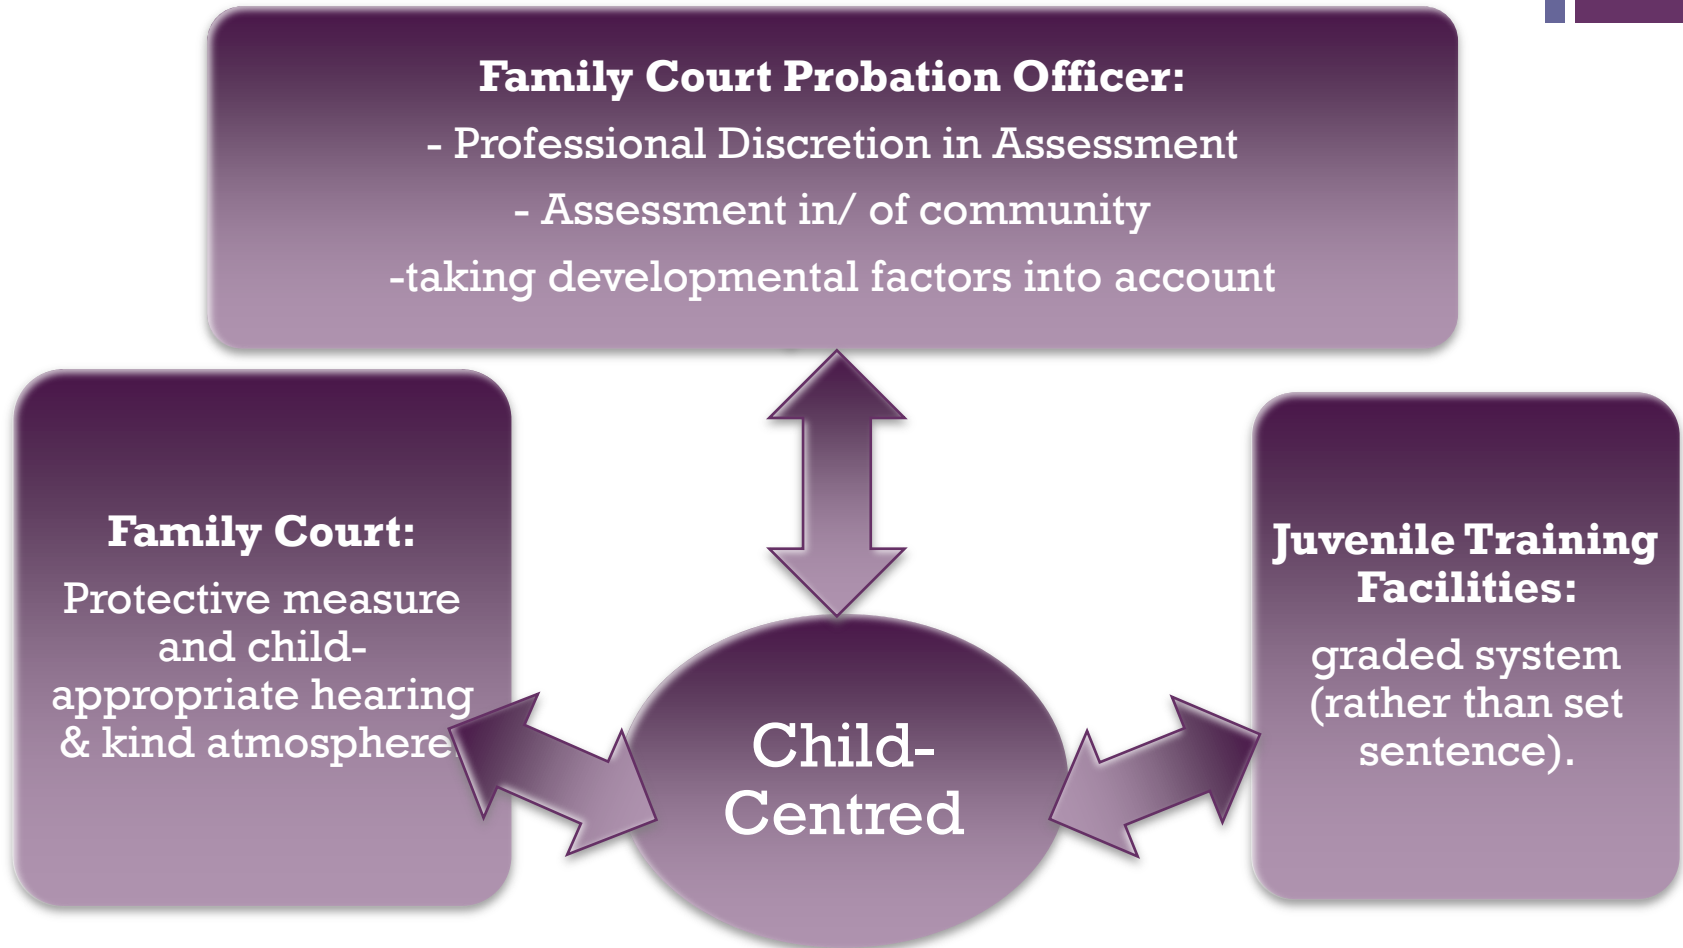 Family Court Probation Officer:
- Professional Discretion in Assessment
- Assessment in/ of community
-taking developmental factors into account
Family Court:
Protective measure
and child-
appropriate hearing
& kind atmosphere.
Juvenile Training
Facilities:
graded system
(rather than set
sentence).
Child-
Centred